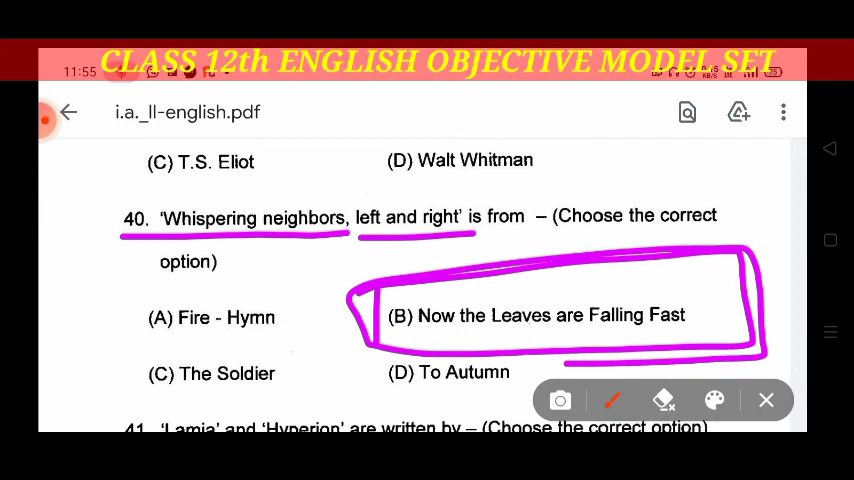 CLASS 12th ENGLISH OBJECTIVE MODEL SET
11:55
i.a._ll-english.pdf
(C) T.S. Eliot (D) Walt Whitman
40. 'Whispering neighbors, left and right' is from – (Choose the correct
option)
(A) Fire - Hymn (B) Now the Leaves are Falling Fast
(C) The Soldier (D) To Autumn
41. 'Lamia' and 'Hyperion' are written by – (Choose the correct option)